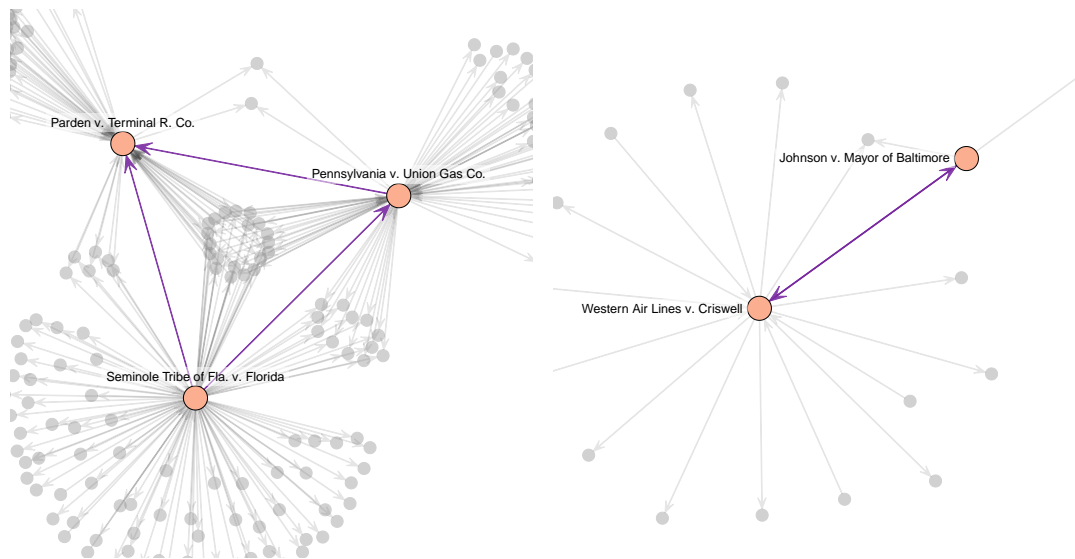 Parden v. Terminal R. Co.
Pennsylvania v. Union Gas Co.
Seminole Tribe of Fla. v. Florida
Johnson v. Mayor of Baltimore
Western Air Lines v. Criswell